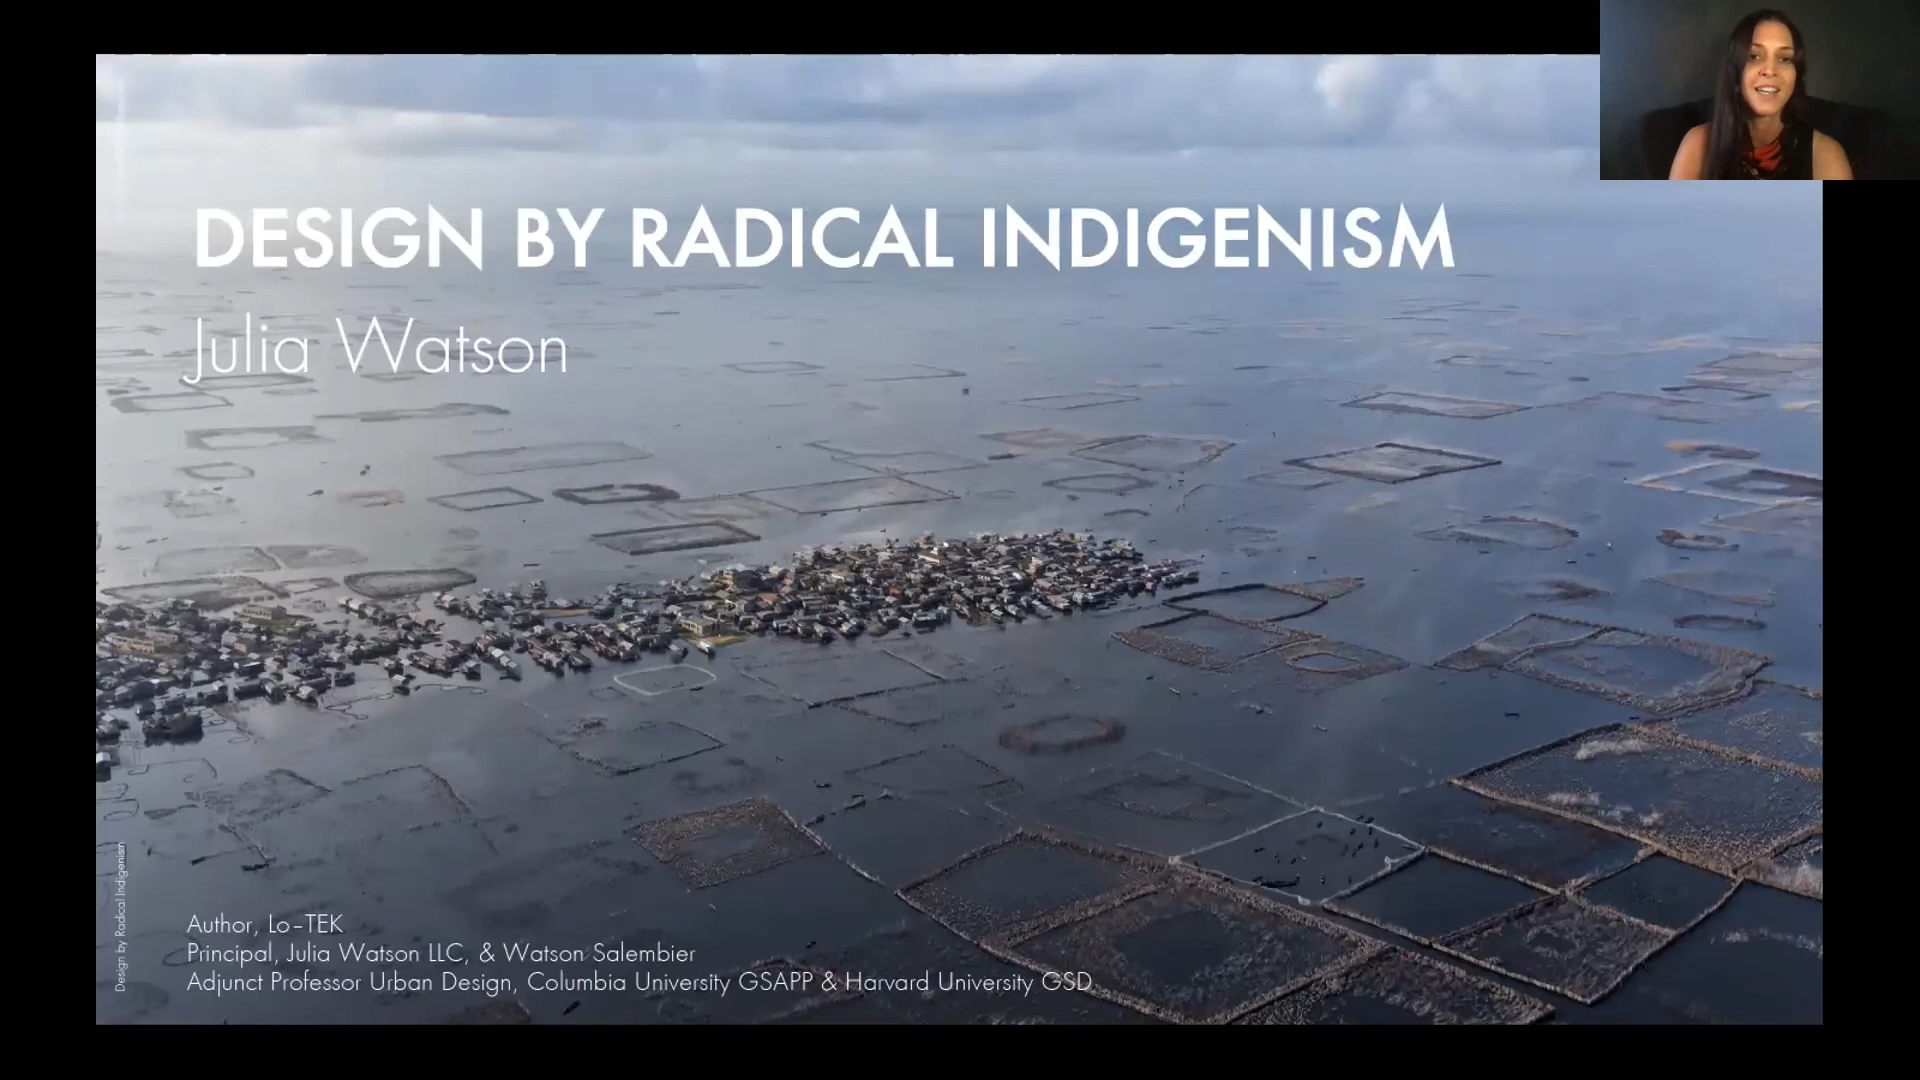 DESIGN BY RADICAL INDIGENISM
Julia Watson
Author, Lo-TEK
Principal, Julia Watson LLC, & Watson Salembier
Adjunct Professor Urban Design, Columbia University GSAPP & Harvard University GSD
Design by Radical Indigenism